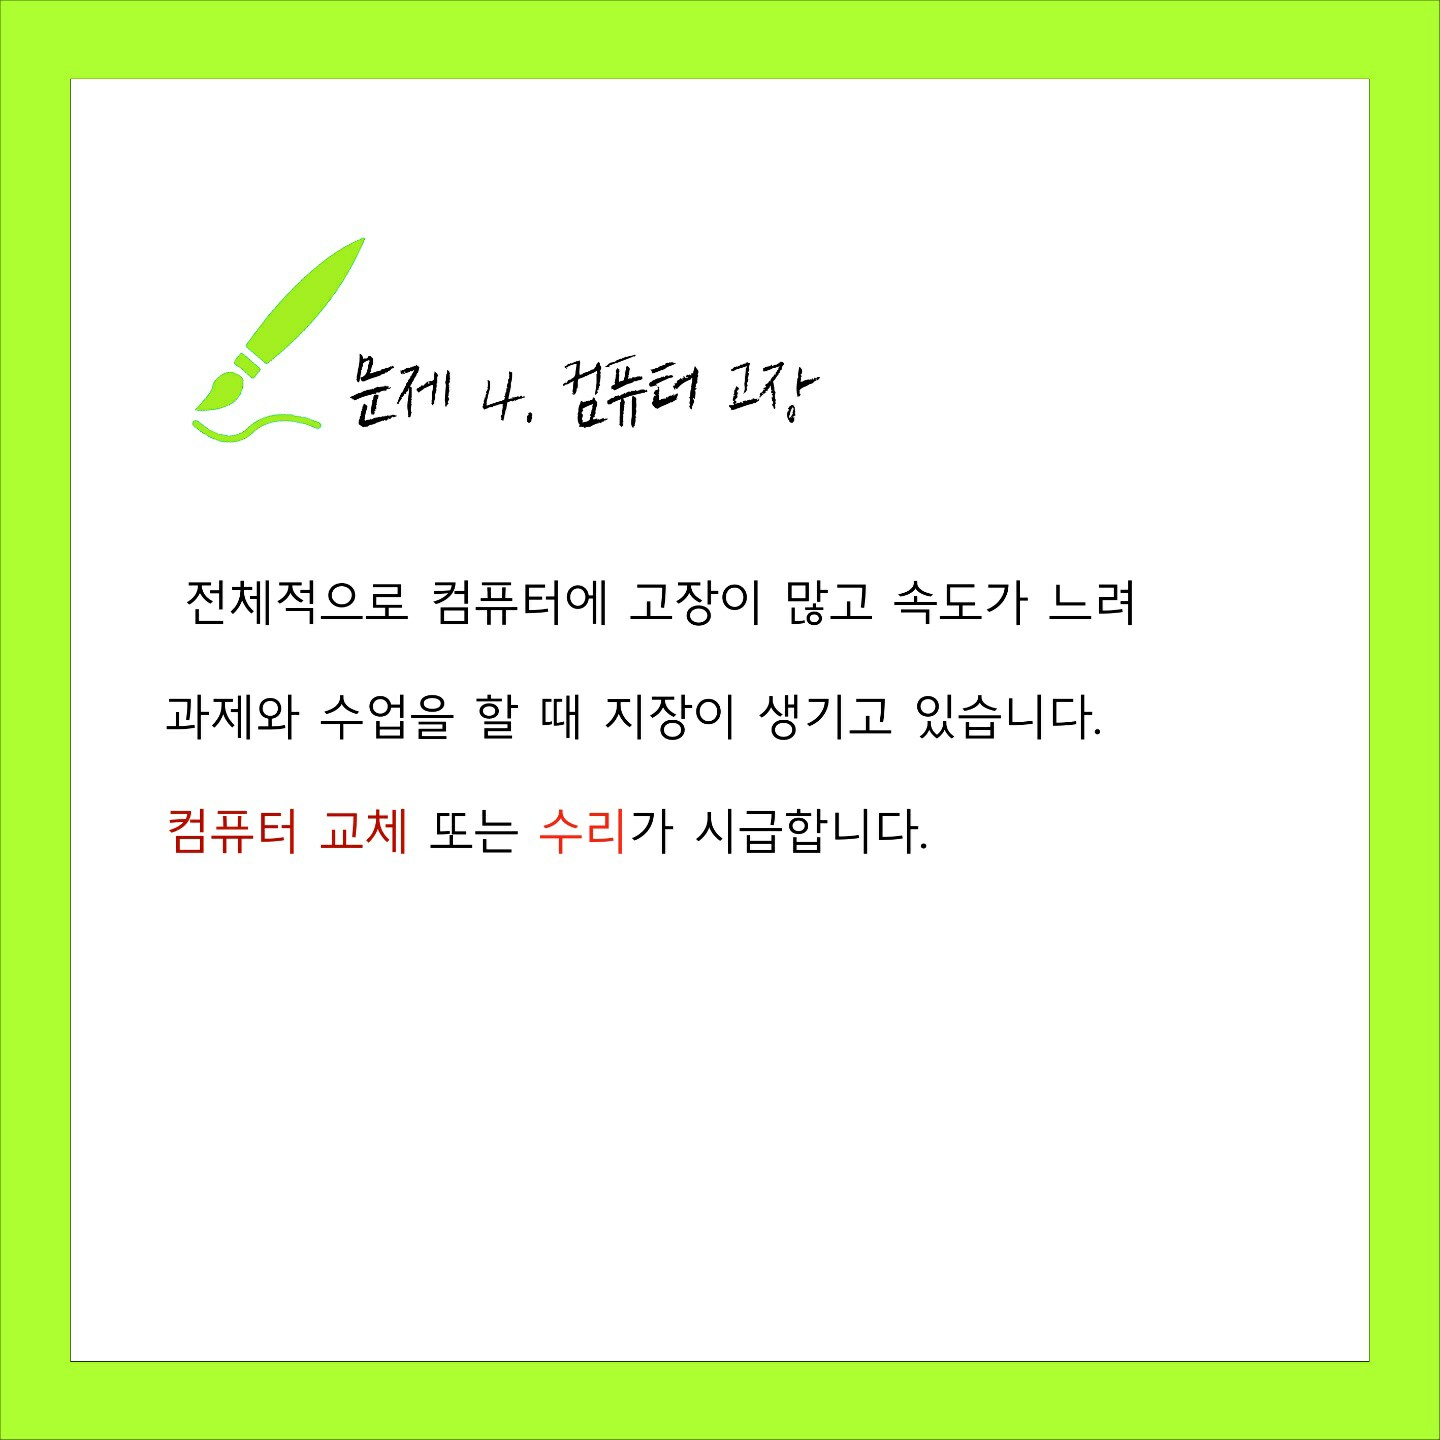 문제 4. 컴퓨터 고장
전체적으로 컴퓨터에 고장이 많고 속도가 느려
과제와 수업을 할 때 지장이 생기고 있습니다.
컴퓨터 교체 또는 수리가 시급합니다.